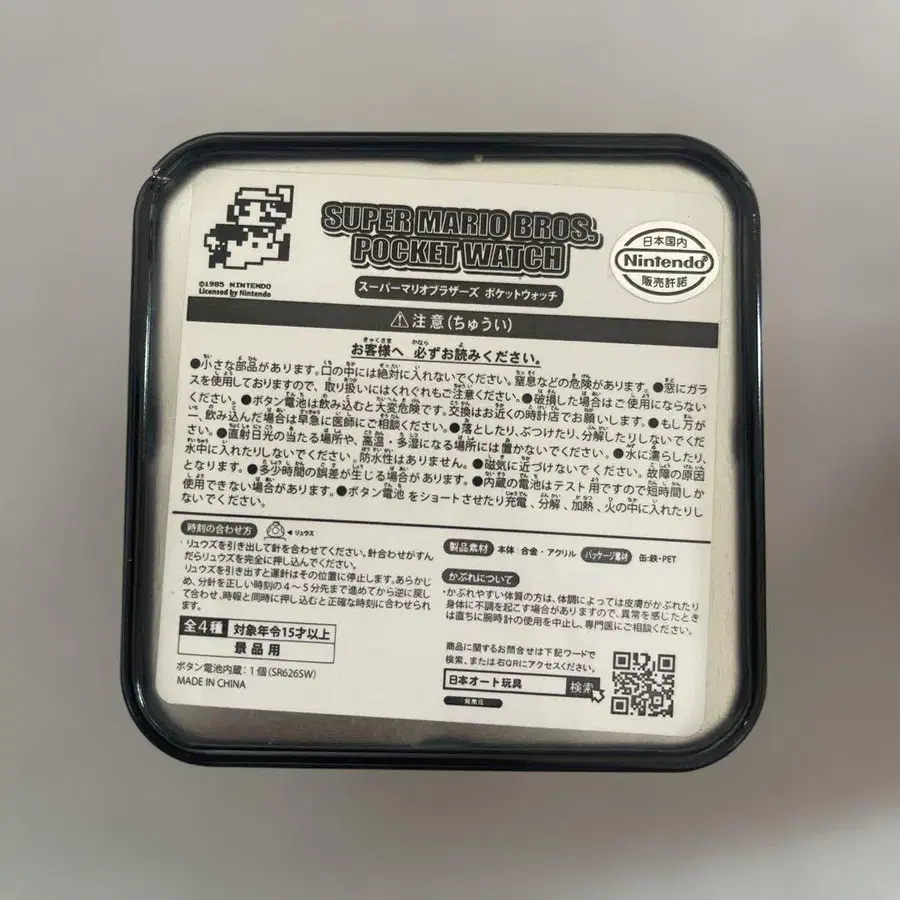 SUPER MARIO BROS.
POCKET WATCH
スーパーマリオブラザーズ ポケットウォッチ
©1985 NINTENDO
Licensed by Nintendo
日本国内
Nintendo®
販売許諾
⚠注意(ちゅうい)
お客様へ 必ずお読みください。
●小さな部品があります。口の中には絶対に入れないでください。窒息などの危険があります。●窓にガラ
スを使用しておりますので、取り扱いにはくれぐれもご注意ください。●破損した場合はご使用にならない
ください。●ボタン電池は飲み込むと大変危険です。交換はお近くの時計店でお願いします。●もし万が
一、飲み込んだ場合は早急に医師にご相談ください。●落としたり、ぶつけたり、分解したりしないでくだ
さい。●直射日光の当たる場所や、高温・多湿になる場所には置かないでください。●水に濡らしたり、
水中に入れたりしないでください。防水性はありません。●磁気に近づけないでください。故障の原因
となります。●多少時間の誤差が生じる場合があります。●内蔵の電池はテスト用ですので短時間しか
使用できない場合があります。●ボタン電池をショートさせたり充電、分解、加熱、火の中に入れたりし
ないでください。
時刻の合わせ方
◀リュウズ
・リュウズを引き出して針を合わせてください。針合わせがすん
だらリュウズを完全に押し込んでください。
リュウズを引き出すと運針はその位置に停止します。あらかじ
め、分針を正しい時刻の4～5分先まで進めてから逆に戻し
て合わせ、時報と同時に押し込むと正確な時刻に合わせられ
ます。
全4種 対象年令15才以上
景品用
ボタン電池内蔵：1個(SR626SW)
MADE IN CHINA
製品素材 本体：合金・アクリル パッケージ素材 缶：鉄・PET
かぶれについて
・かぶれやすい体質の方は、体調によっては皮膚がかぶれたり
身体に不調を起こす場合がありますので、異常を感じたとき
は直ちに腕時計の使用を中止し、専門医にご相談ください。
商品に関するお問合せは下記ワードで
検索、または右QRにアクセスください。
日本オート玩具 検索
発売元